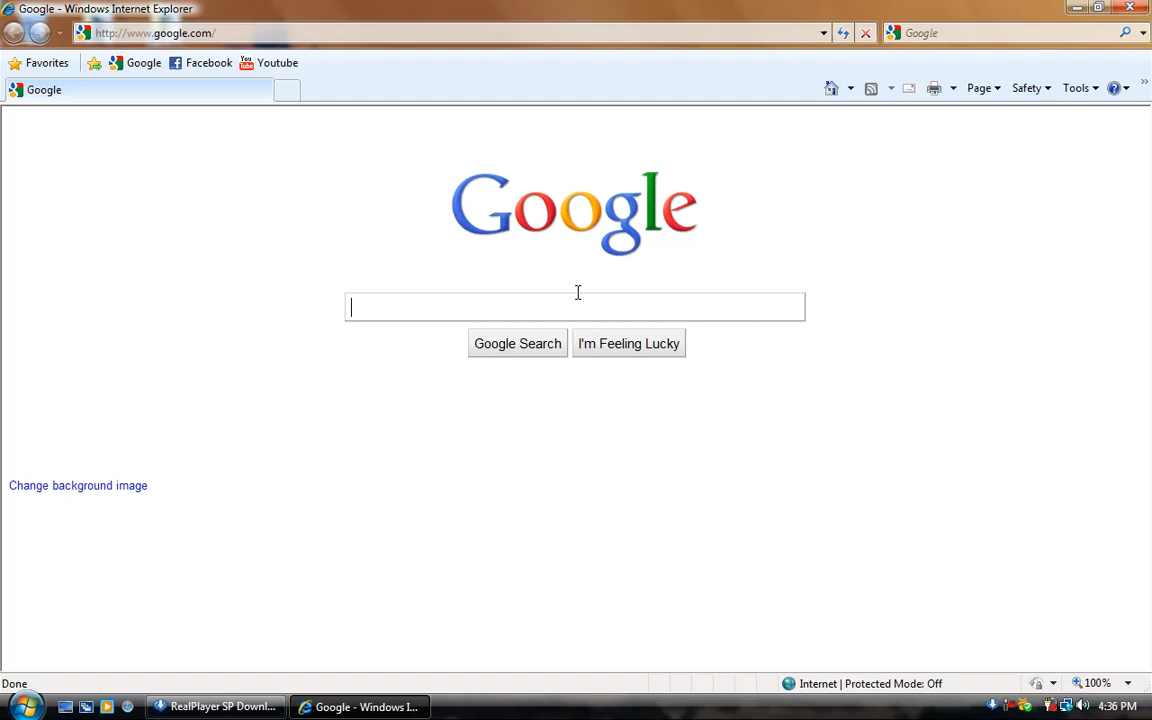 Google - Windows Internet Explorer
http://www.google.com/
Google
Favorites Google Facebook Youtube
Google
Page Safety Tools
Google
Google Search I'm Feeling Lucky
Change background image
Done
Internet | Protected Mode: Off
100%
RealPlayer SP Downl...
Google - Windows I...
4:36 PM